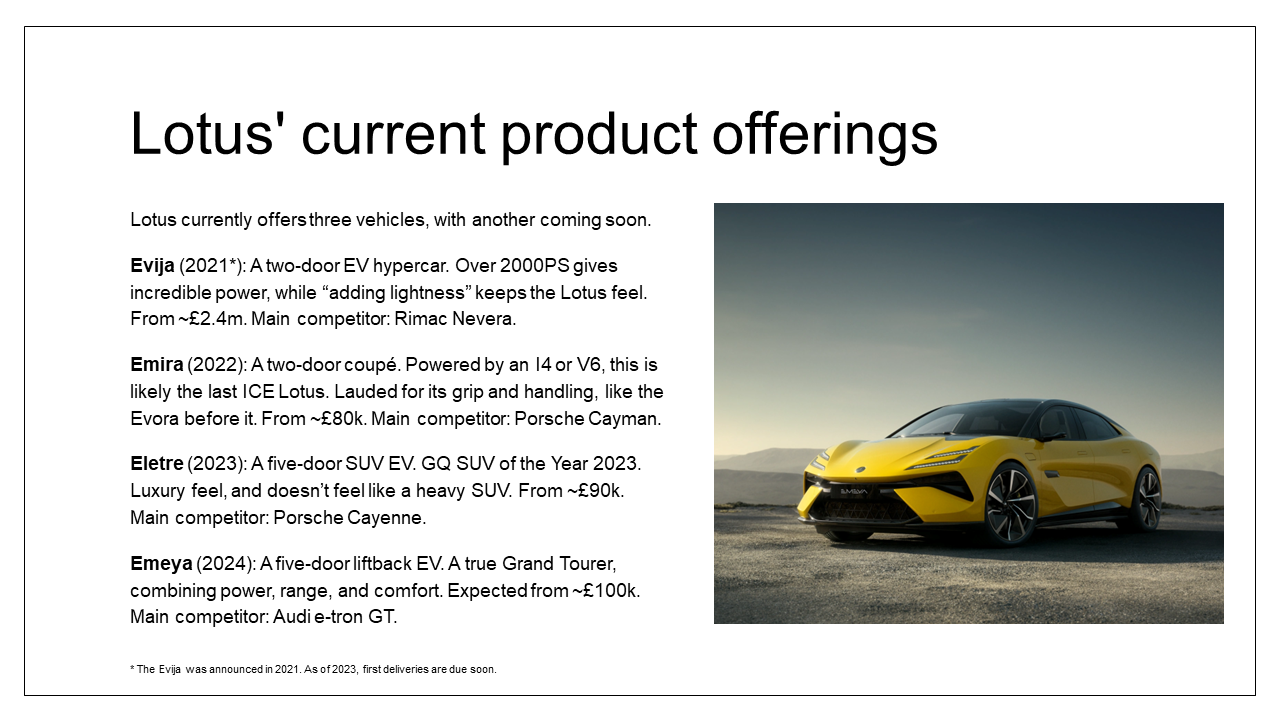 Lotus' current product offerings
Lotus currently offers three vehicles, with another coming soon.
Evija (2021*): A two-door EV hypercar. Over 2000PS gives
incredible power, while “adding lightness” keeps the Lotus feel.
From ~£2.4m. Main competitor: Rimac Nevera.
Emira (2022): A two-door coupé. Powered by an I4 or V6, this is
likely the last ICE Lotus. Lauded for its grip and handling, like the
Evora before it. From ~£80k. Main competitor: Porsche Cayman.
Eletre (2023): A five-door SUV EV. GQ SUV of the Year 2023.
Luxury feel, and doesn’t feel like a heavy SUV. From ~£90k.
Main competitor: Porsche Cayenne.
Emeya (2024): A five-door liftback EV. A true Grand Tourer,
combining power, range, and comfort. Expected from ~£100k.
Main competitor: Audi e-tron GT.
EMEYA
* The Evija was announced in 2021. As of 2023, first deliveries are due soon.